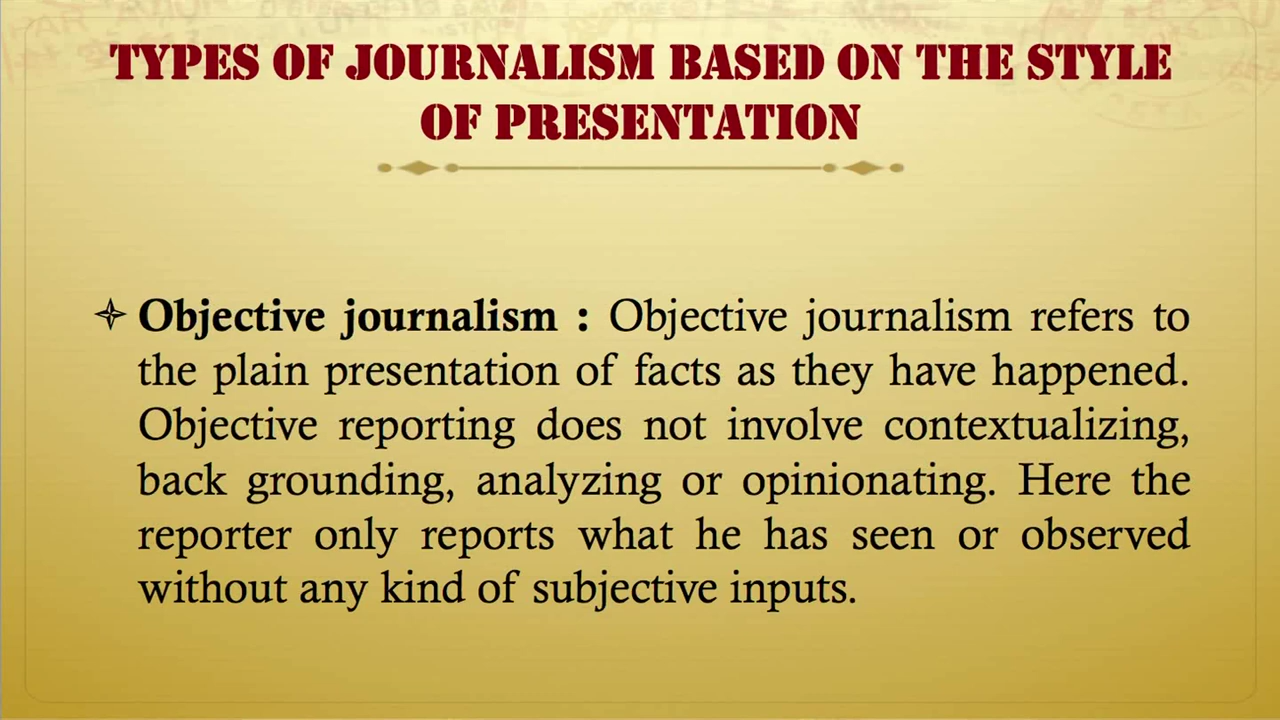 TYPES OF JOURNALISM BASED ON THE STYLE
OF PRESENTATION
Objective journalism : Objective journalism refers to
the plain presentation of facts as they have happened.
Objective reporting does not involve contextualizing,
back grounding, analyzing or opinionating. Here the
reporter only reports what he has seen or observed
without any kind of subjective inputs.